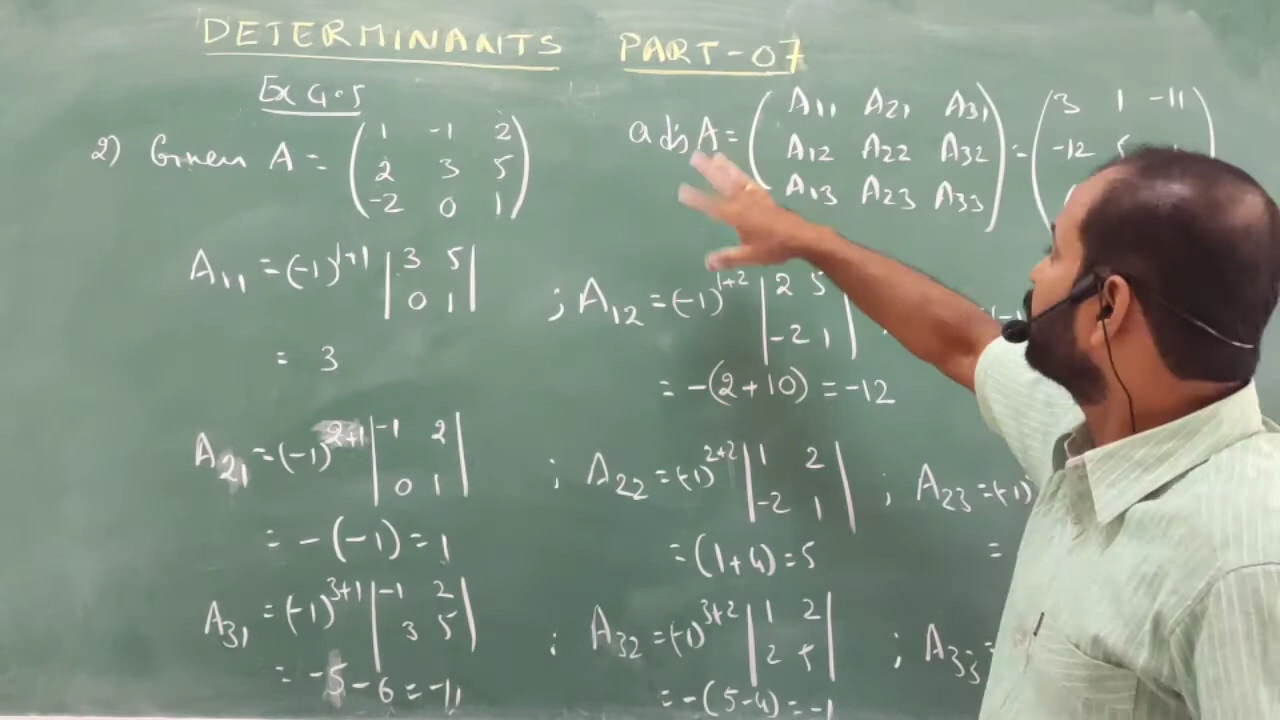 DETERMINANTS PART-07
Ex 4.5
2) Given A = (1 -1 2
2 3 5
-2 0 1)
adj A = (A11 A21 A31
A12 A22 A32
A13 A23 A33) = (3 1 -11
-12 5
A11 = (-1)^1+1 |3 5
0 1|
= 3
; A12 = (-1)^1+2 |2 5
-2 1| ;
= -(2+10) = -12
A21 = (-1)^2+1 |-1 2
0 1|
= -(-1) = 1
; A22 = (-1)^2+2 |1 2
-2 1|
= (1+4) = 5
; A23 = (-1)
=
A31 = (-1)^3+1 |-1 2
3 5|
= -5-6 = -11
; A32 = (-1)^3+2 |1 2
2 5|
= -(5-4) = -1
; A33 =